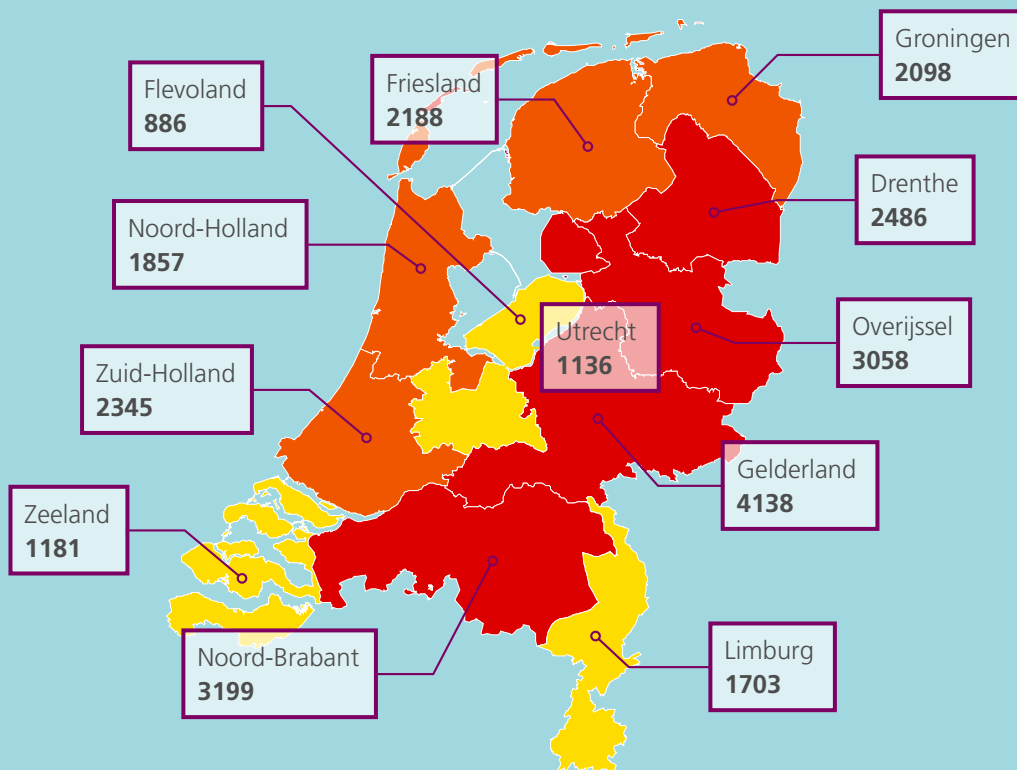 Groningen
2098
Friesland
2188
Flevoland
886
Drenthe
2486
Noord-Holland
1857
Overijssel
3058
Utrecht
1136
Zuid-Holland
2345
Gelderland
4138
Zeeland
1181
Noord-Brabant
3199
Limburg
1703